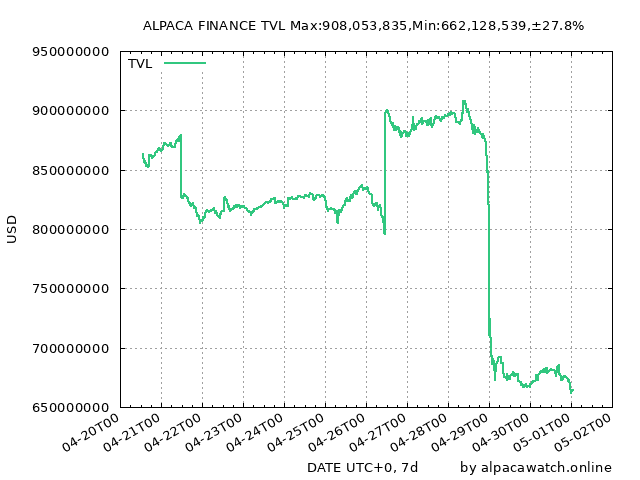 ALPACA FINANCE TVL Max:908,053,835,Min:662,128,539,±27.8%
TVL
950000000
900000000
850000000
800000000
750000000
700000000
650000000
USD
04-20T00
04-21T00
04-22T00
04-23T00
04-24T00
04-25T00
04-26T00
04-27T00
04-28T00
04-29T00
04-30T00
05-01T00
05-02T00
DATE UTC+0, 7d
by alpacawatch.online